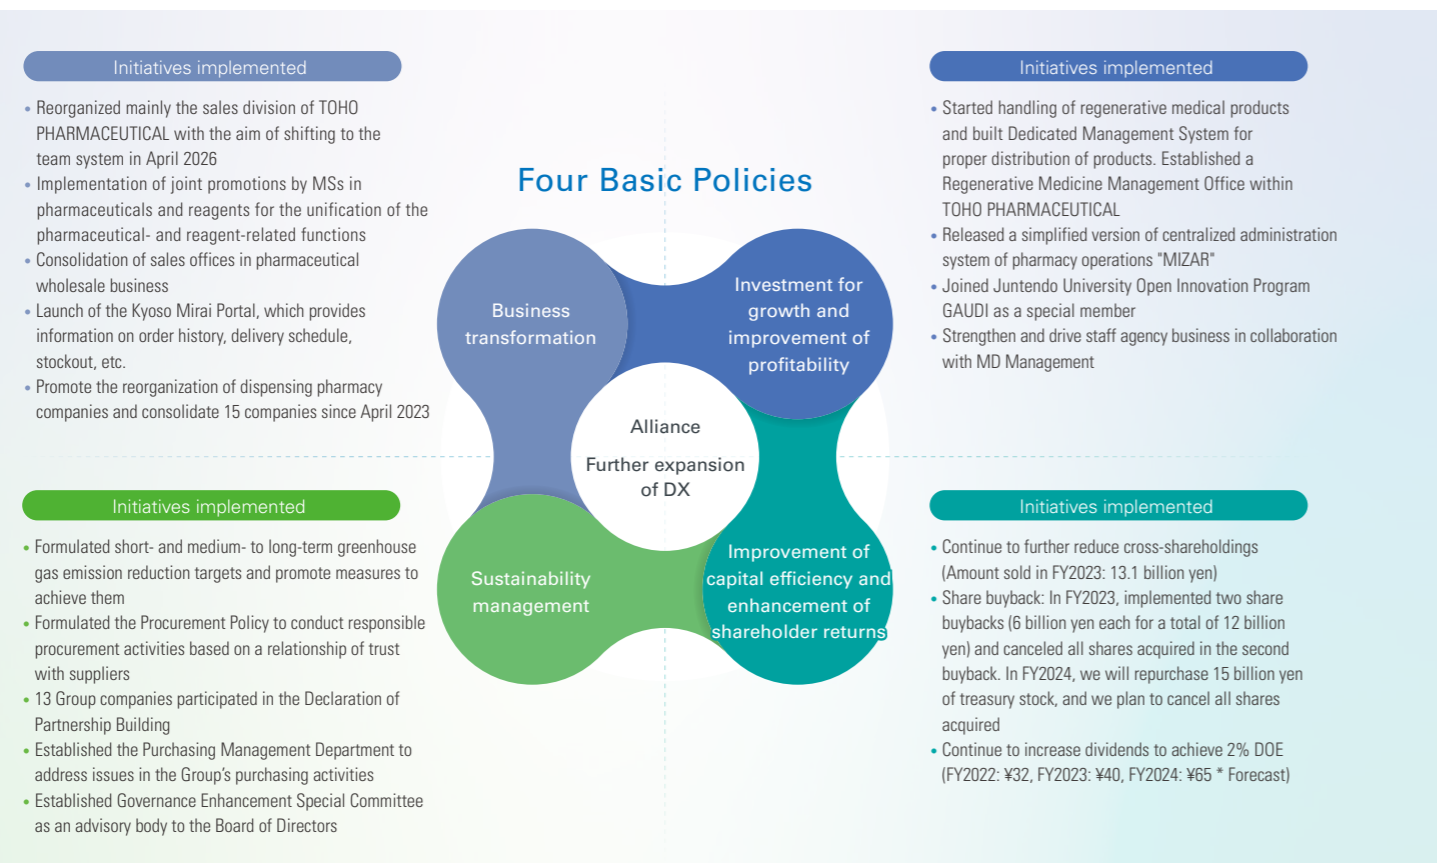 Initiatives implemented
• Reorganized mainly the sales division of TOHO
PHARMACEUTICAL with the aim of shifting to the
team system in April 2026
• Implementation of joint promotions by MSs in
pharmaceuticals and reagents for the unification of the
pharmaceutical- and reagent-related functions
• Consolidation of sales offices in pharmaceutical
wholesale business
• Launch of the Kyoso Mirai Portal, which provides
information on order history, delivery schedule,
stockout, etc.
• Promote the reorganization of dispensing pharmacy
companies and consolidate 15 companies since April 2023
Four Basic Policies
Business
transformation
Investment for
growth and
improvement of
profitability
Alliance
Further expansion
of DX
Sustainability
management
Improvement of
capital efficiency and
enhancement of
shareholder returns
Initiatives implemented
• Started handling of regenerative medical products
and built Dedicated Management System for
proper distribution of products. Established a
Regenerative Medicine Management Office within
TOHO PHARMACEUTICAL
• Released a simplified version of centralized administration
system of pharmacy operations "MIZAR"
• Joined Juntendo University Open Innovation Program
GAUDI as a special member
• Strengthen and drive staff agency business in collaboration
with MD Management
Initiatives implemented
• Formulated short- and medium- to long-term greenhouse
gas emission reduction targets and promote measures to
achieve them
• Formulated the Procurement Policy to conduct responsible
procurement activities based on a relationship of trust
with suppliers
• 13 Group companies participated in the Declaration of
Partnership Building
• Established the Purchasing Management Department to
address issues in the Group's purchasing activities
• Established Governance Enhancement Special Committee
as an advisory body to the Board of Directors
Initiatives implemented
• Continue to further reduce cross-shareholdings
(Amount sold in FY2023: 13.1 billion yen)
• Share buyback: In FY2023, implemented two share
buybacks (6 billion yen each for a total of 12 billion
yen) and canceled all shares acquired in the second
buyback. In FY2024, we will repurchase 15 billion yen
of treasury stock, and we plan to cancel all shares
acquired
• Continue to increase dividends to achieve 2% DOE
(FY2022: ¥32, FY2023: ¥40, FY2024: ¥65 * Forecast)